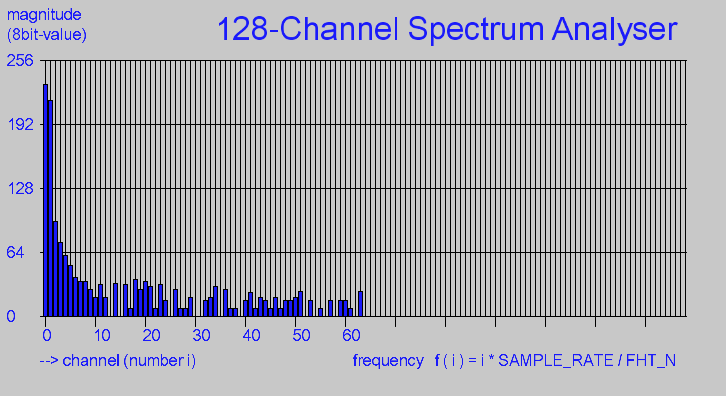 magnitude
(8bit-value)
128-Channel Spectrum Analyser
256
192
128
64
0
0 10 20 30 40 50 60
--> channel (number i)
frequency f ( i ) = i * SAMPLE_RATE / FHT_N